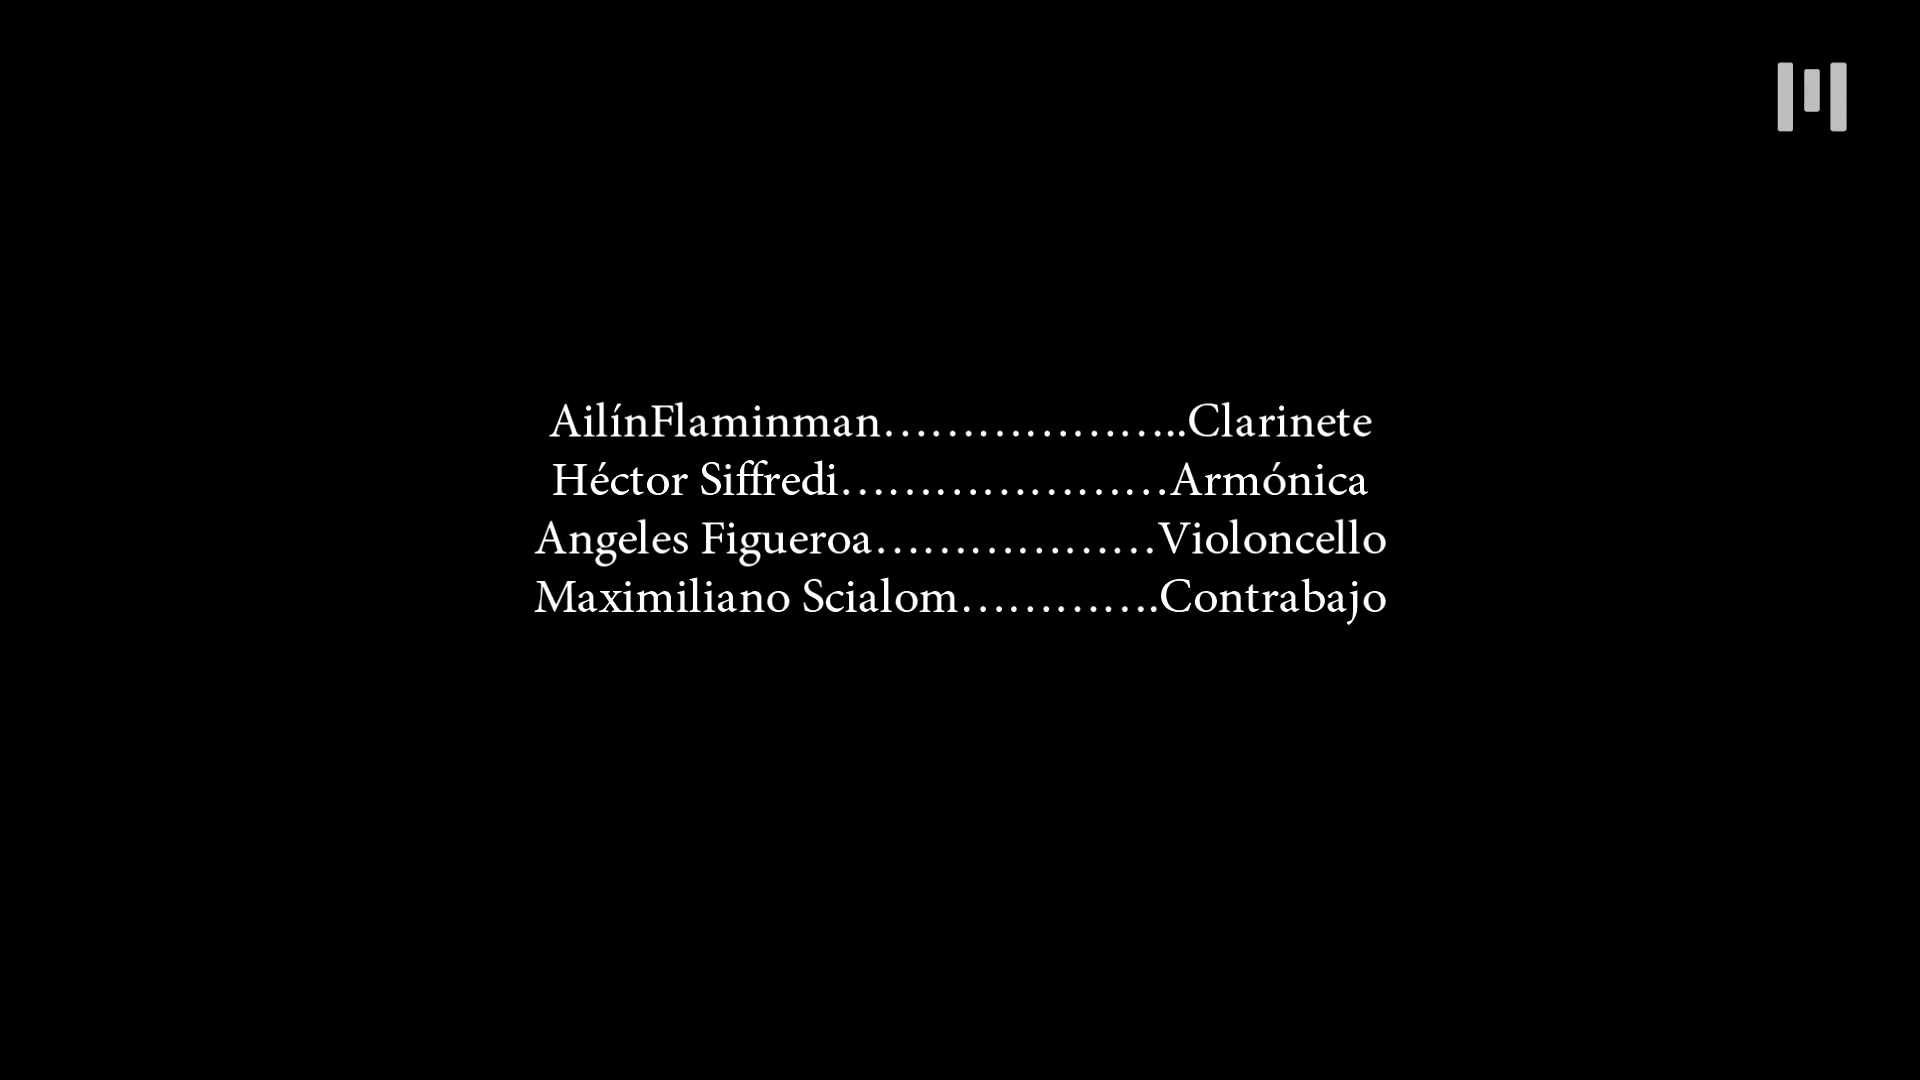 AilínFlaminman…………………..Clarinete
Héctor Siffredi…………………Armónica
Angeles Figueroa………………Violoncello
Maximiliano Scialom………….Contrabajo